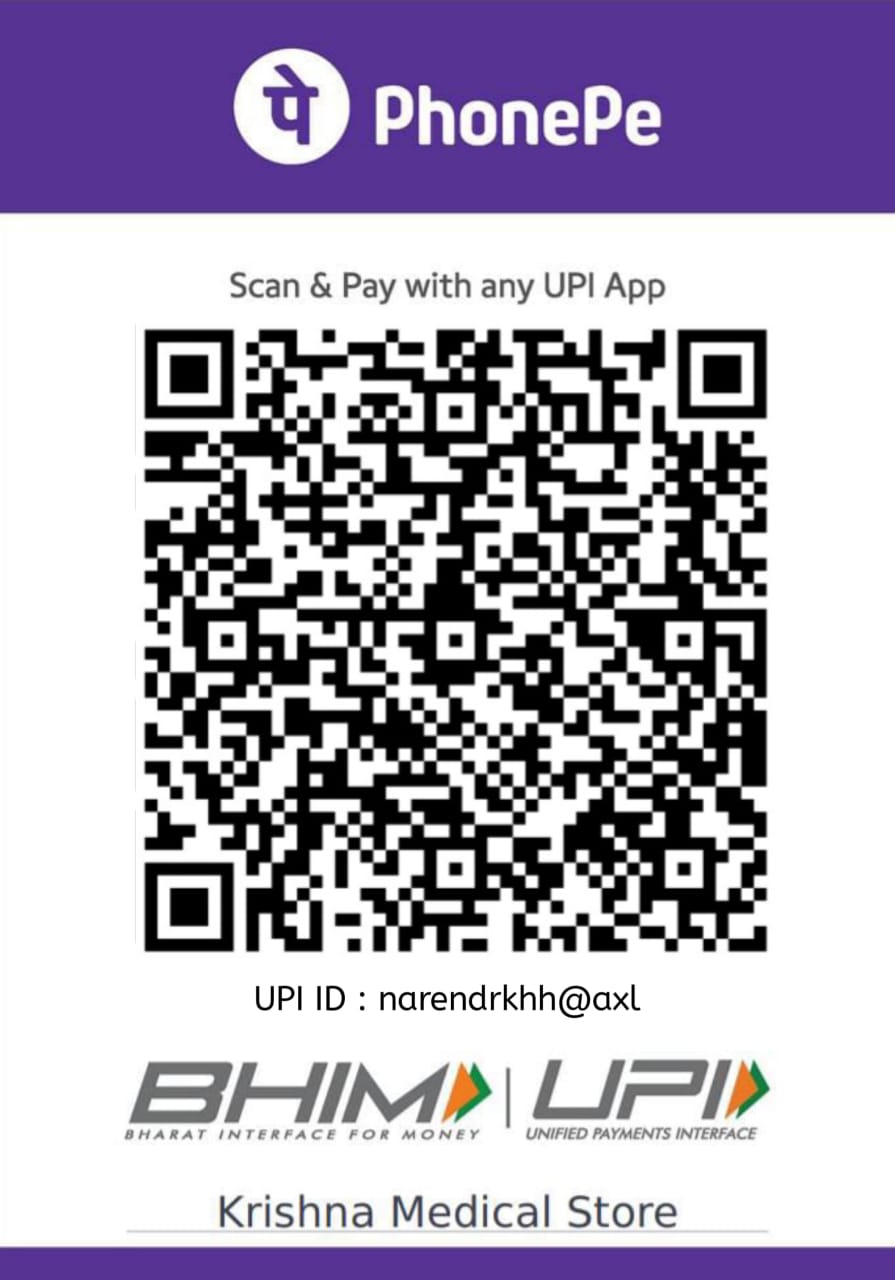 पे PhonePe
Scan & Pay with any UPI App
UPI ID : narendrkhh@axl
BHIM | UPI
BHARAT INTERFACE FOR MONEY UNIFIED PAYMENTS INTERFACE
Krishna Medical Store